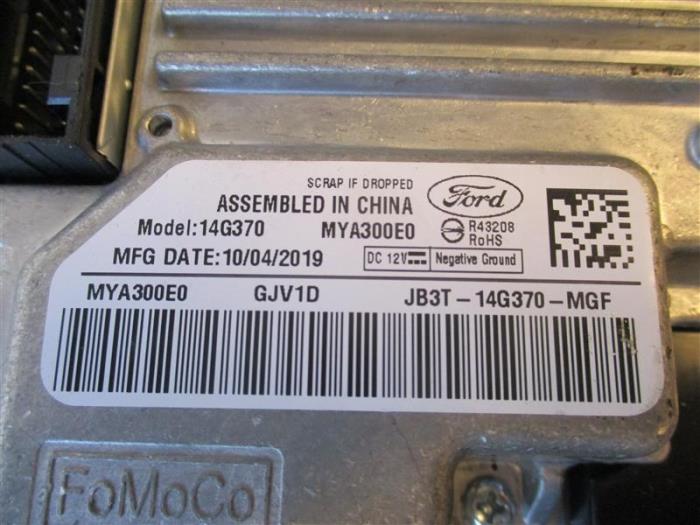 SCRAP IF DROPPED
ASSEMBLED IN CHINA
Ford
Model:14G370 MYA300E0
R43208
RoHS
MFG DATE:10/04/2019
DC 12V Negative Ground
MYA300E0 GJV1D JB3T-14G370-MGF
FoMoCo